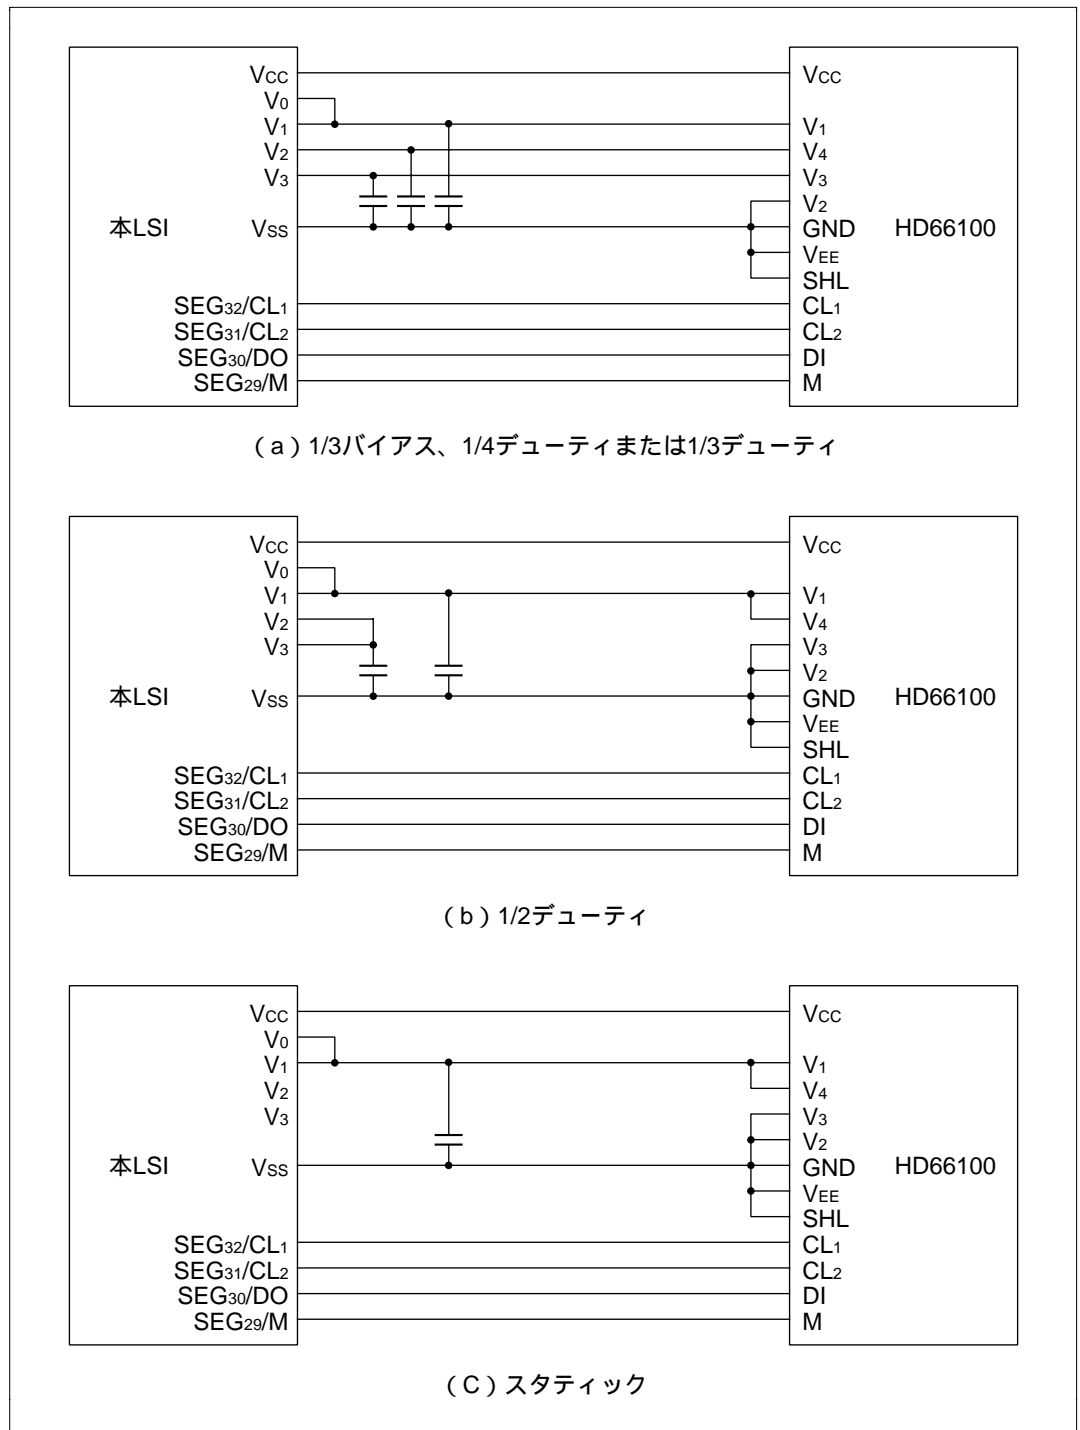 VCC VCC
V0
V1 V1
V2 V4
V3 V3
V2
本LSI VSS GND HD66100
VEE
SHL
SEG32/CL1 CL1
SEG31/CL2 CL2
SEG30/DO DI
SEG29/M M
(a)1/3バイアス、1/4デューティまたは1/3デューティ
VCC VCC
V0
V1 V1
V2 V4
V3 V3
V2
本LSI VSS GND HD66100
VEE
SHL
SEG32/CL1 CL1
SEG31/CL2 CL2
SEG30/DO DI
SEG29/M M
(b)1/2デューティ
VCC VCC
V0
V1 V1
V2 V4
V3 V3
V2
本LSI VSS GND HD66100
VEE
SHL
SEG32/CL1 CL1
SEG31/CL2 CL2
SEG30/DO DI
SEG29/M M
(C)スタティック